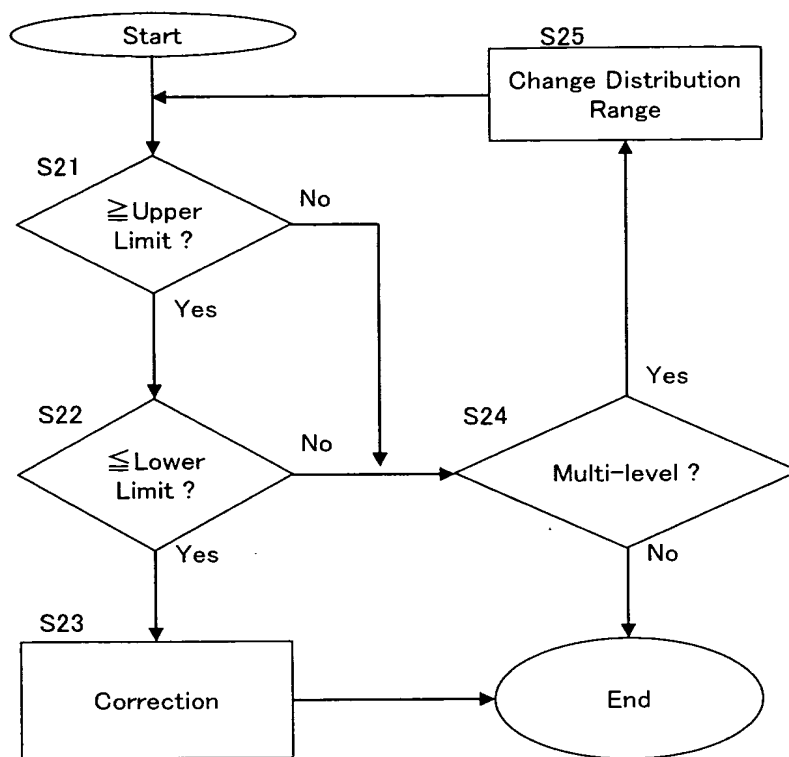 Start
S25
Change Distribution
Range
S21
≧Upper
Limit ?
No
Yes
S22
≦Lower
Limit ?
No
Yes
S24
Multi-level ?
Yes
No
S23
Correction
End